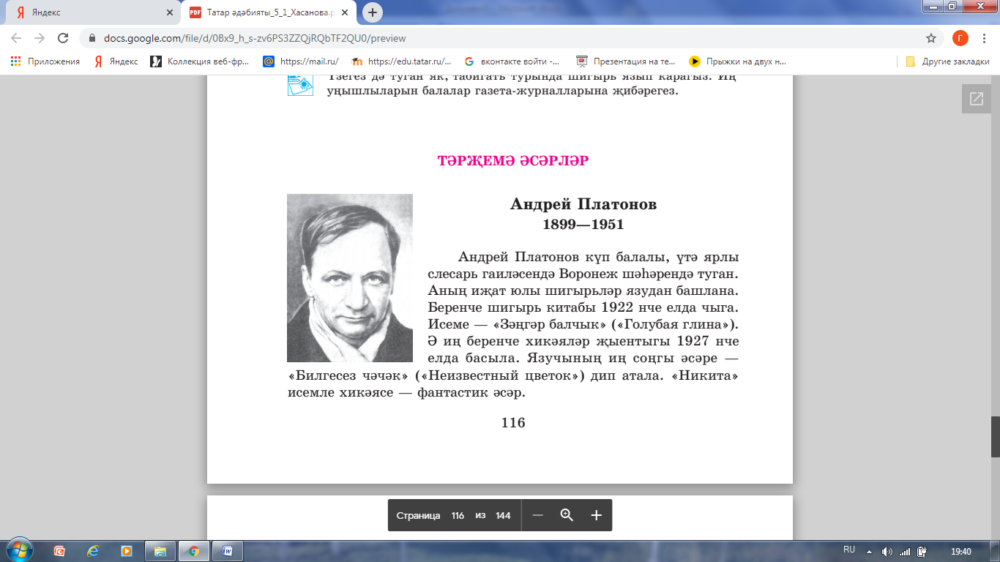 Яндекс
Татар әдәбияты_5_1_Хасанова.p
docs.google.com/file/d/0Bx9_h_s-zv6PS3ZZQjRQbTF2QU0/preview
Приложения Яндекс Коллекция веб-фр... https://mail.ru/ https://edu.tatar.ru/... вконтакте войти -... Презентация на те... Прыжки на двух н... Другие закладки
Үзегез дә туган як, табигать турында шигырь язып карагыз. Иң
уңышлыларын балалар газета-журналларына җибәрегез.
ТӘРҖЕМӘ ӘСӘРЛӘР
Андрей Платонов
1899—1951
Андрей Платонов күп балалы, үтә ярлы
слесарь гаиләсендә Воронеж шәһәрендә туган.
Аның иҗат юлы шигырьләр язудан башлана.
Беренче шигырь китабы 1922 нче елда чыга.
Исеме — «Зәңгәр балчык» («Голубая глина»).
Ә иң беренче хикәяләр җыентыгы 1927 нче
елда басыла. Язучының иң соңгы әсәре —
«Билгесез чәчәк» («Неизвестный цветок») дип атала. «Никита»
исемле хикәясе — фантастик әсәр.
116
Страница 116 из 144
RU 19:40